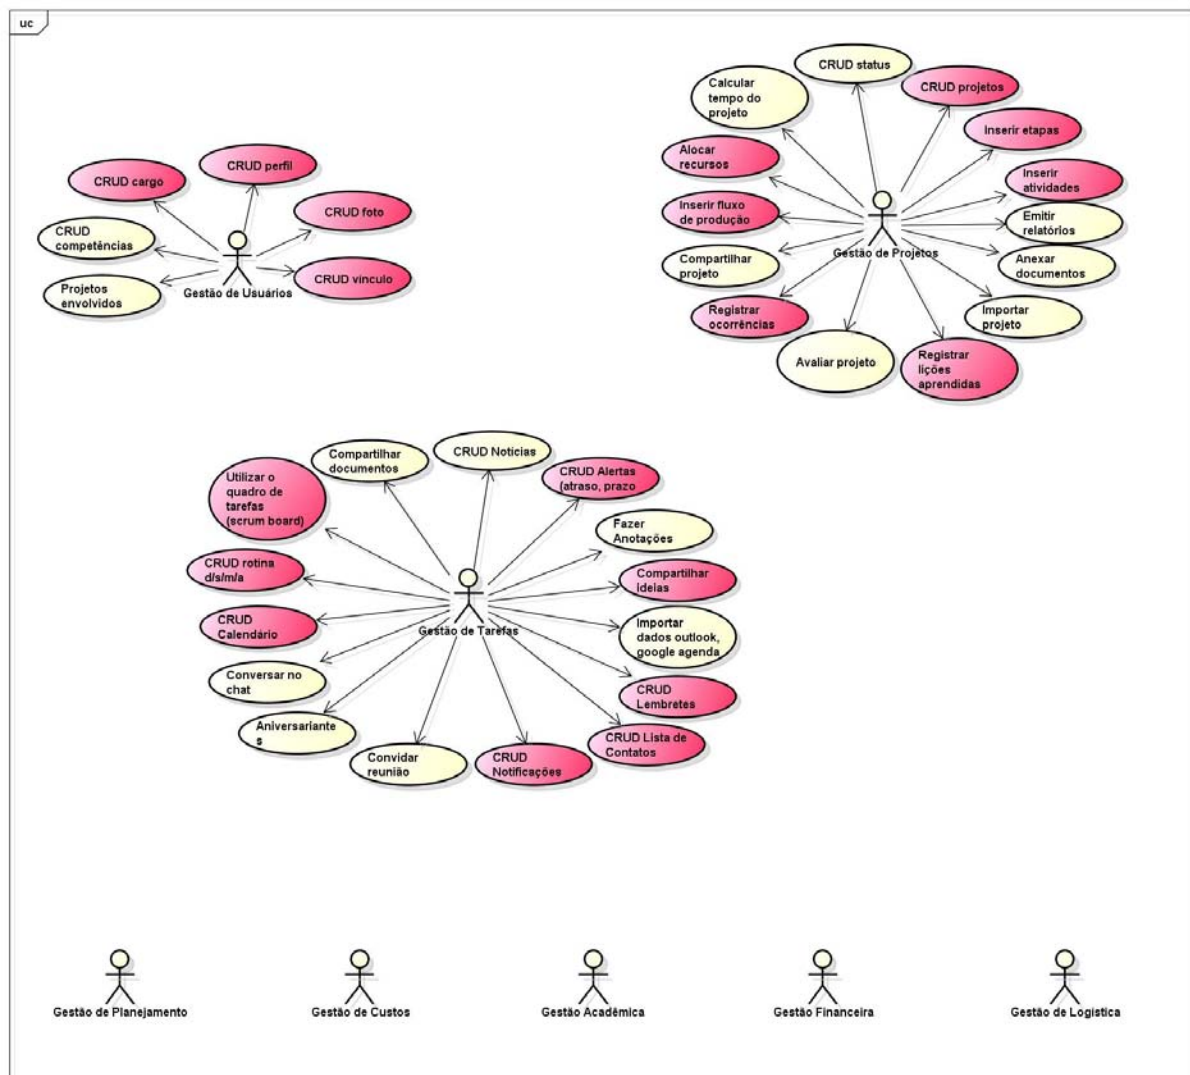 uc
CRUD cargo
CRUD perfil
CRUD foto
CRUD
competências
CRUD vinculo
Projetos
envolvidos
Gestão de Usuários
CRUD status
Calcular
tempo do
projeto
CRUD projetos
Inserir etapas
Alocar
recursos
Inserir
atividades
Inserir fluxo
de produção
Emitir
relatórios
Gestão de Projetos
Compartilhar
projeto
Anexar
documentos
Registrar
ocorrências
Importar
projeto
Avaliar projeto
Registrar
lições
aprendidas
Compartilhar
documentos
CRUD Notícias
CRUD Alertas
(atraso, prazo
Utilizar o
quadro de
tarefas
(scrum board)
Fazer
Anotações
CRUD rotina
d/s/m/a
Compartilhar
ideias
CRUD
Calendário
Gestão de Tarefas
Importar
dados outlook,
google agenda
Conversar no
chat
CRUD
Lembretes
Aniversariante
s
CRUD Lista de
Contatos
Convidar
reunião
CRUD
Notificações
Gestão de Planejamento
Gestão de Custos
Gestão Acadêmica
Gestão Financeira
Gestão de Logística